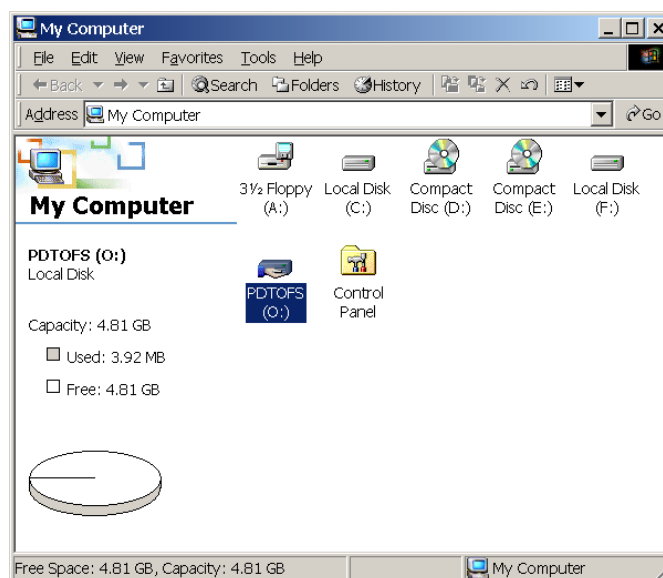 My Computer
File Edit View Favorites Tools Help
Back Search Folders History
Address My Computer Go
My Computer
PDTOFS (O:)
Local Disk
Capacity: 4.81 GB
Used: 3.92 MB
Free: 4.81 GB
3½ Floppy (A:)
Local Disk (C:)
Compact Disc (D:)
Compact Disc (E:)
Local Disk (F:)
PDTOFS (O:)
Control Panel
Free Space: 4.81 GB, Capacity: 4.81 GB
My Computer